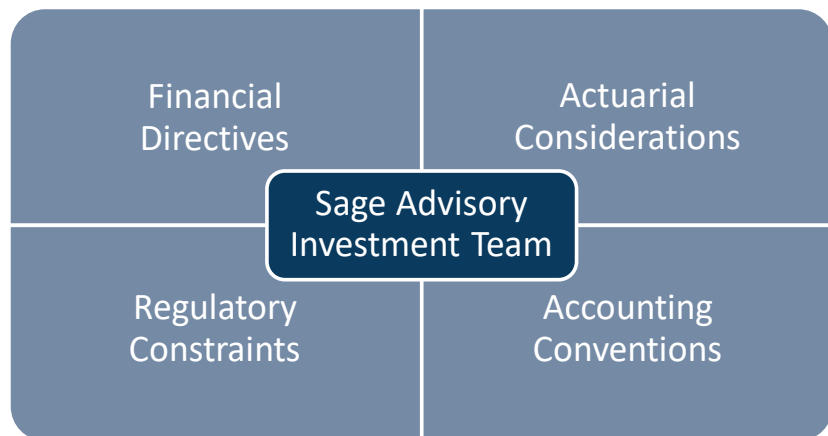 Financial
Directives
Actuarial
Considerations
Sage Advisory
Investment Team
Regulatory
Constraints
Accounting
Conventions